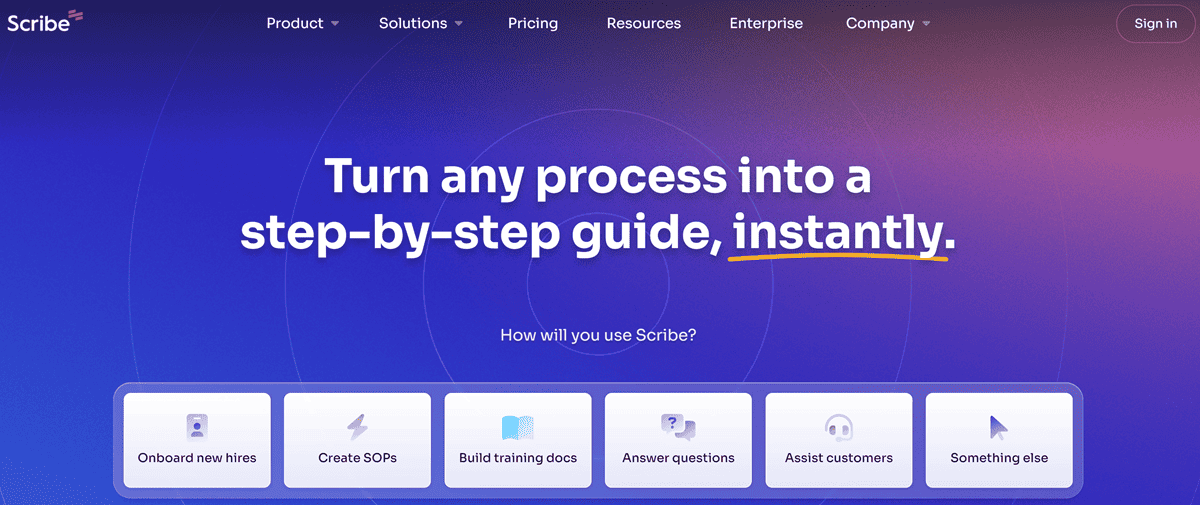 Scribe
Product
Solutions
Pricing
Resources
Enterprise
Company
Sign in
Turn any process into a
step-by-step guide, instantly.
How will you use Scribe?
Onboard new hires
Create SOPs
Build training docs
?
Answer questions
Assist customers
Something else